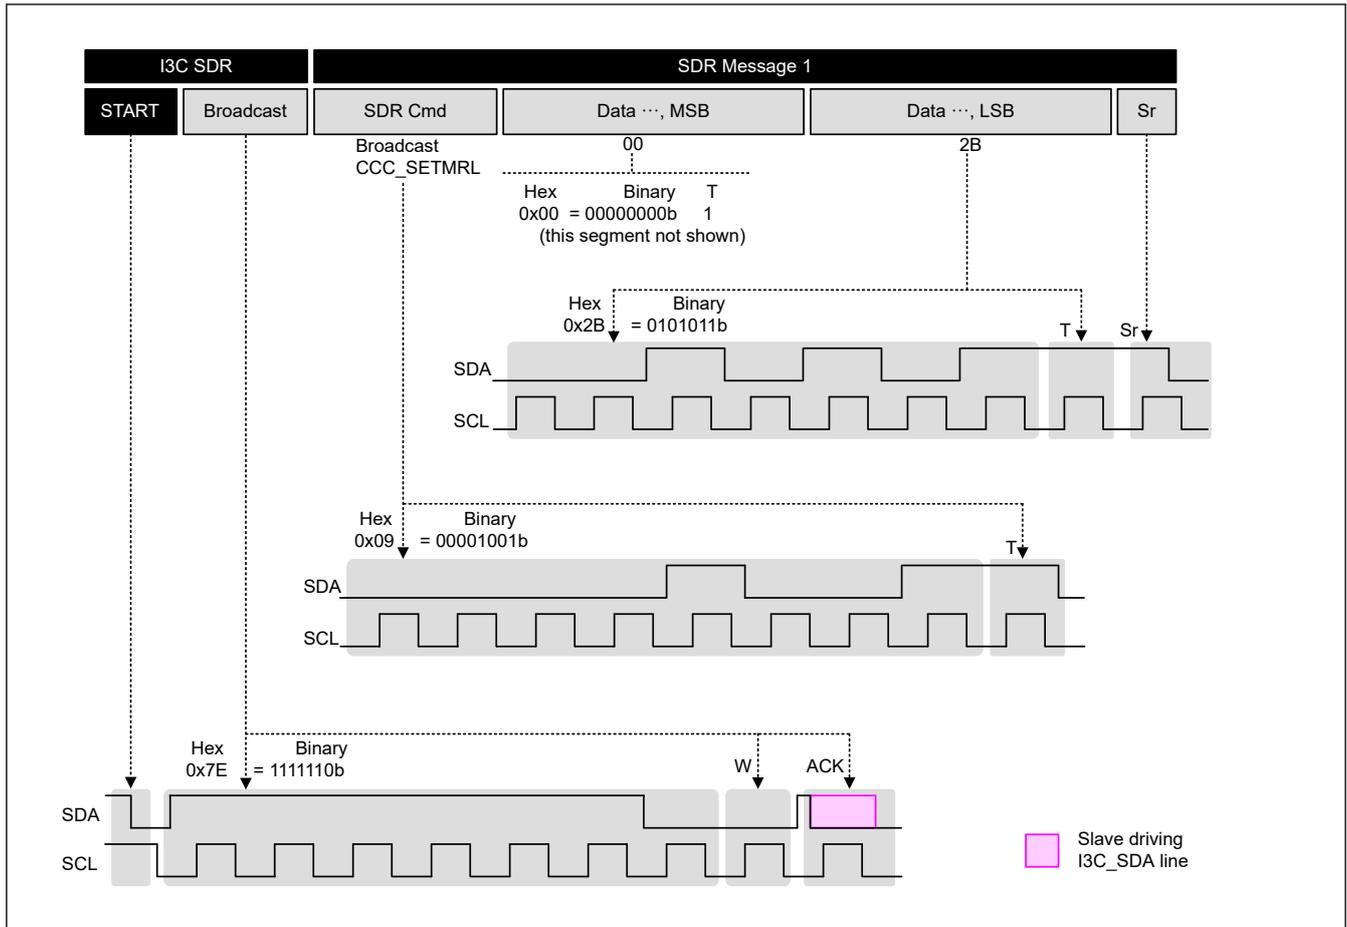 I3C SDR
SDR Message 1
START
Broadcast
SDR Cmd
Data ···, MSB
Data ···, LSB
Sr
Broadcast
CCC_SETMRL
00
2B
Hex Binary T
0x00 = 00000000b 1
(this segment not shown)
Hex Binary
0x2B = 0101011b
T
Sr
SDA
SCL
Hex Binary
0x09 = 00001001b
T
SDA
SCL
Hex Binary
0x7E = 1111110b
W
ACK
SDA
SCL
Slave driving
I3C_SDA line